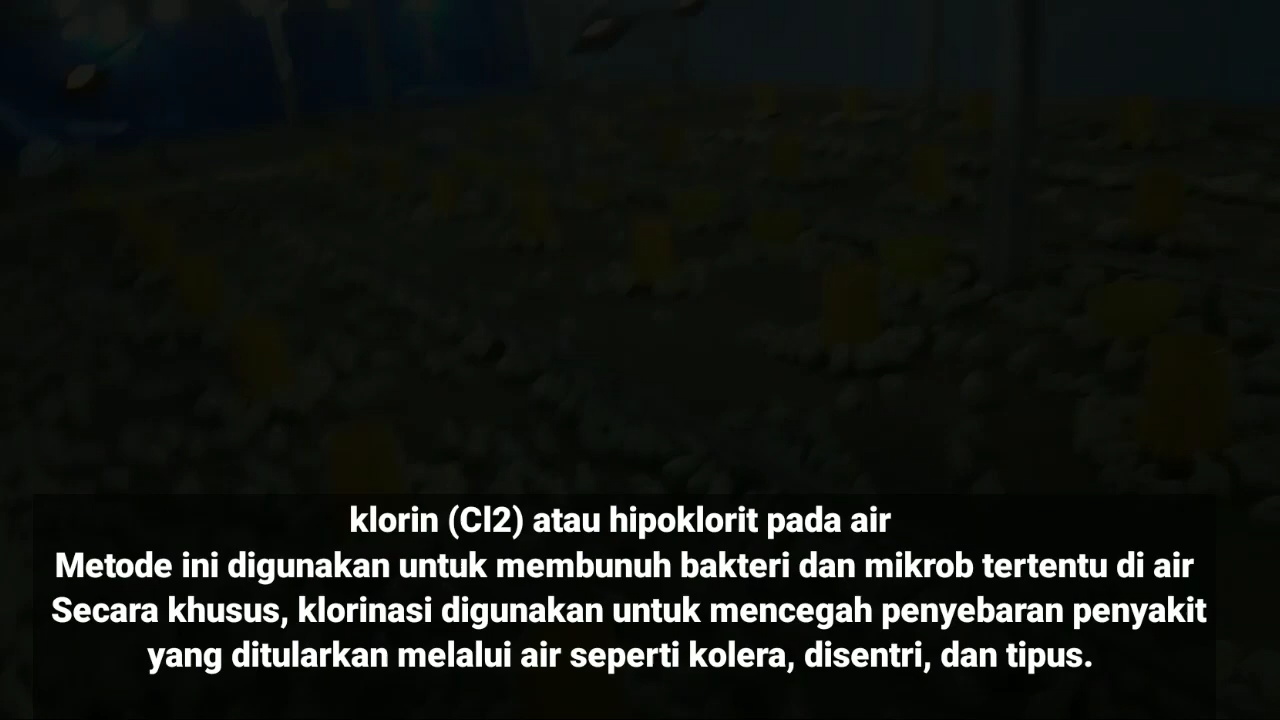 klorin (Cl2) atau hipoklorit pada air
Metode ini digunakan untuk membunuh bakteri dan mikrob tertentu di air
Secara khusus, klorinasi digunakan untuk mencegah penyebaran penyakit
yang ditularkan melalui air seperti kolera, disentri, dan tipus.